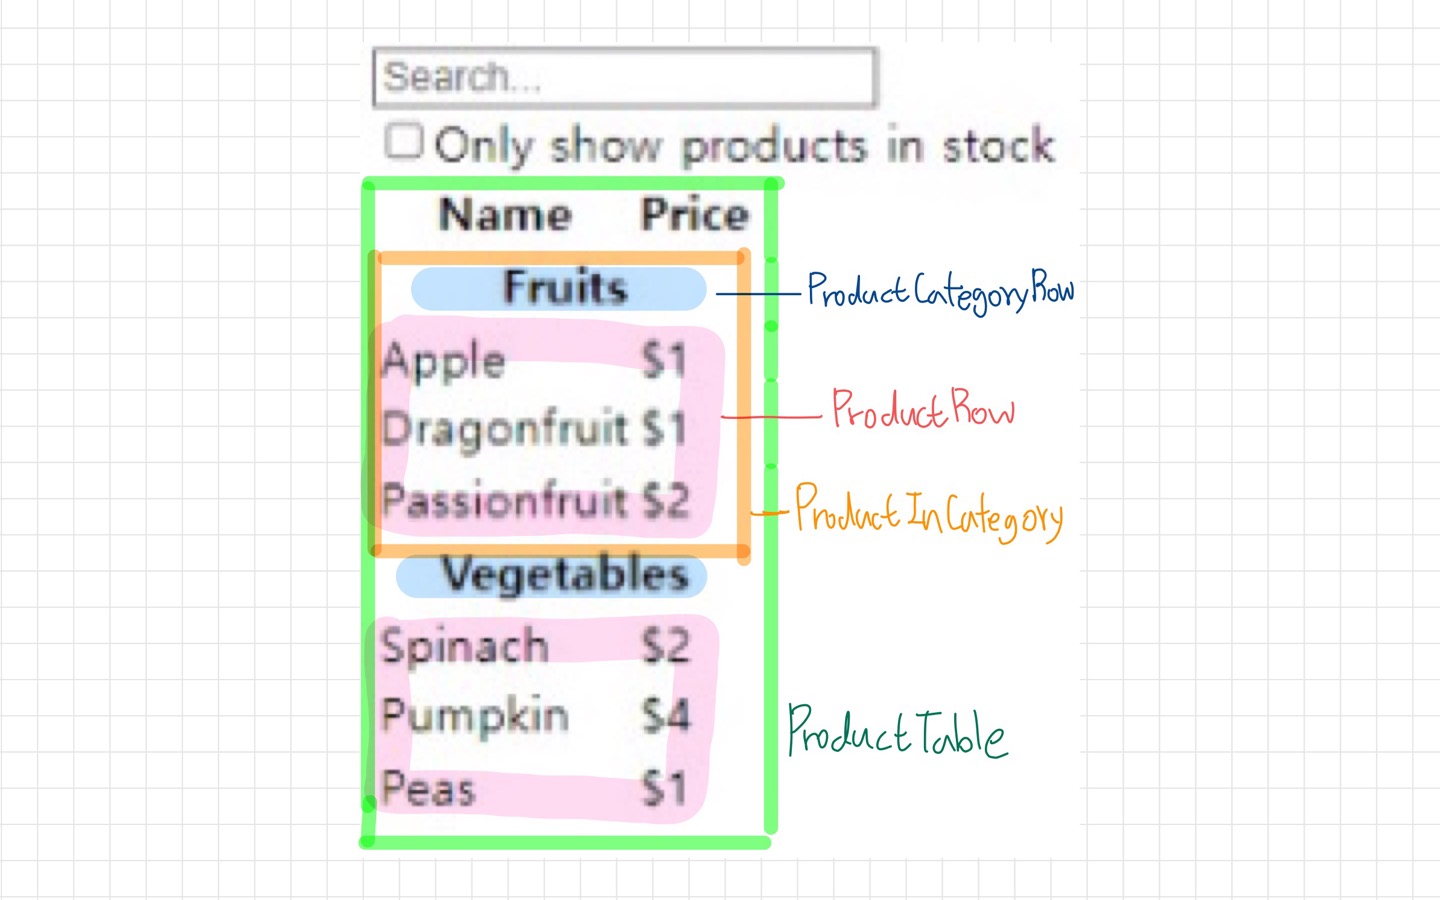 Search...
Only show products in stock
Name Price
Fruits
ProductCategoryRow
Apple $1
Dragonfruit $1
ProductRow
Passionfruit $2
ProductInCategory
Vegetables
Spinach $2
Pumpkin $4
ProductTable
Peas $1